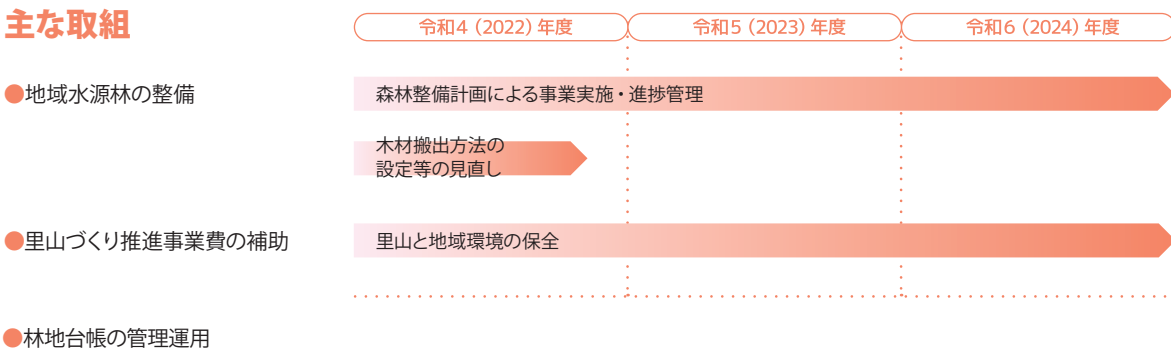 主な取組
令和4（2022）年度
令和5（2023）年度
令和6（2024）年度
●地域水源林の整備
森林整備計画による事業実施・進捗管理
木材搬出方法の
設定等の見直し
●里山づくり推進事業費の補助
里山と地域環境の保全
●林地台帳の管理運用